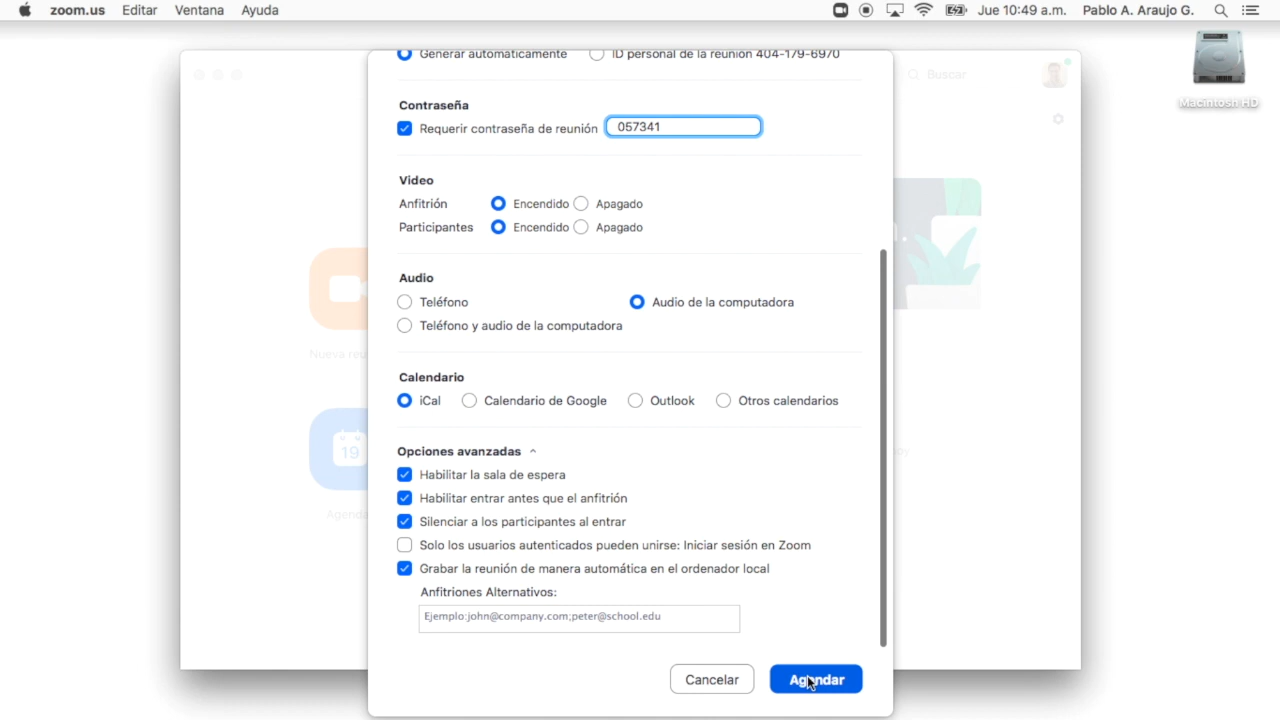 zoom.us Editar Ventana Ayuda Jue 10:49 a.m. Pablo A. Araujo G.
Generar automáticamente ID personal de la reunión 404-179-6970
Buscar
Macintosh HD
Contraseña
Requerir contraseña de reunión 057341
Video
Anfitrión Encendido Apagado
Participantes Encendido Apagado
Audio
Teléfono Audio de la computadora
Teléfono y audio de la computadora
Nueva reu
Calendario
iCal Calendario de Google Outlook Otros calendarios
19
Opciones avanzadas
Habilitar la sala de espera
Habilitar entrar antes que el anfitrión
Agenda
Silenciar a los participantes al entrar
Solo los usuarios autenticados pueden unirse: Iniciar sesión en Zoom
Grabar la reunión de manera automática en el ordenador local
Anfitriones Alternativos:
Ejemplo:john@company.com;peter@school.edu
Cancelar Agendar